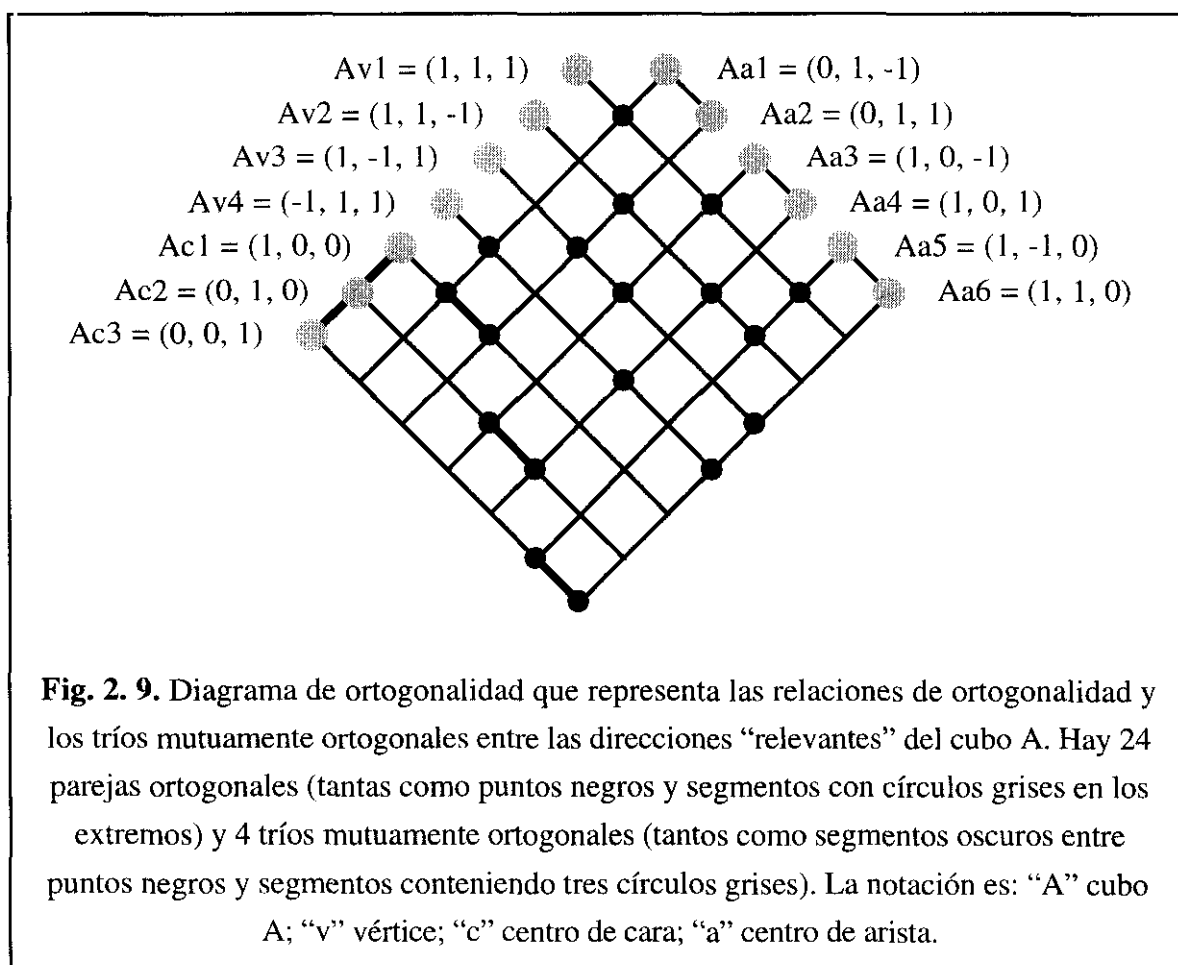 Av1 = (1, 1, 1)
Aa1 = (0, 1, -1)
Av2 = (1, 1, -1)
Aa2 = (0, 1, 1)
Av3 = (1, -1, 1)
Aa3 = (1, 0, -1)
Av4 = (-1, 1, 1)
Aa4 = (1, 0, 1)
Ac1 = (1, 0, 0)
Aa5 = (1, -1, 0)
Ac2 = (0, 1, 0)
Aa6 = (1, 1, 0)
Ac3 = (0, 0, 1)
Fig. 2. 9. Diagrama de ortogonalidad que representa las relaciones de ortogonalidad y
los tríos mutuamente ortogonales entre las direcciones “relevantes” del cubo A. Hay 24
parejas ortogonales (tantas como puntos negros y segmentos con círculos grises en los
extremos) y 4 tríos mutuamente ortogonales (tantos como segmentos oscuros entre
puntos negros y segmentos conteniendo tres círculos grises). La notación es: “A” cubo
A; “v” vértice; “c” centro de cara; “a” centro de arista.